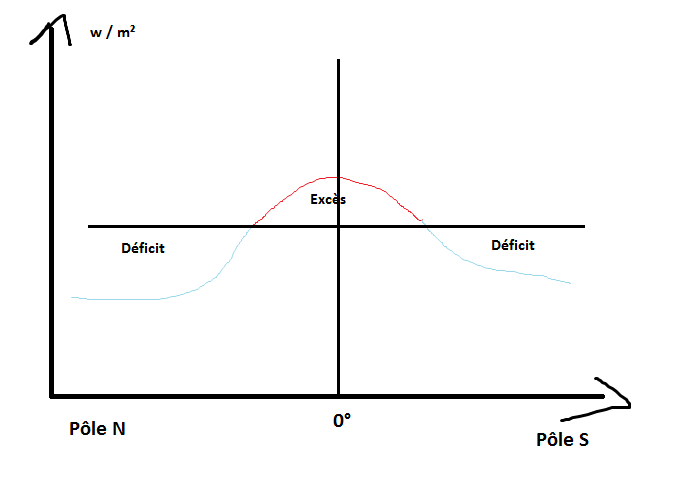 w / m²
Excès
Déficit
Déficit
Pôle N
0°
Pôle S